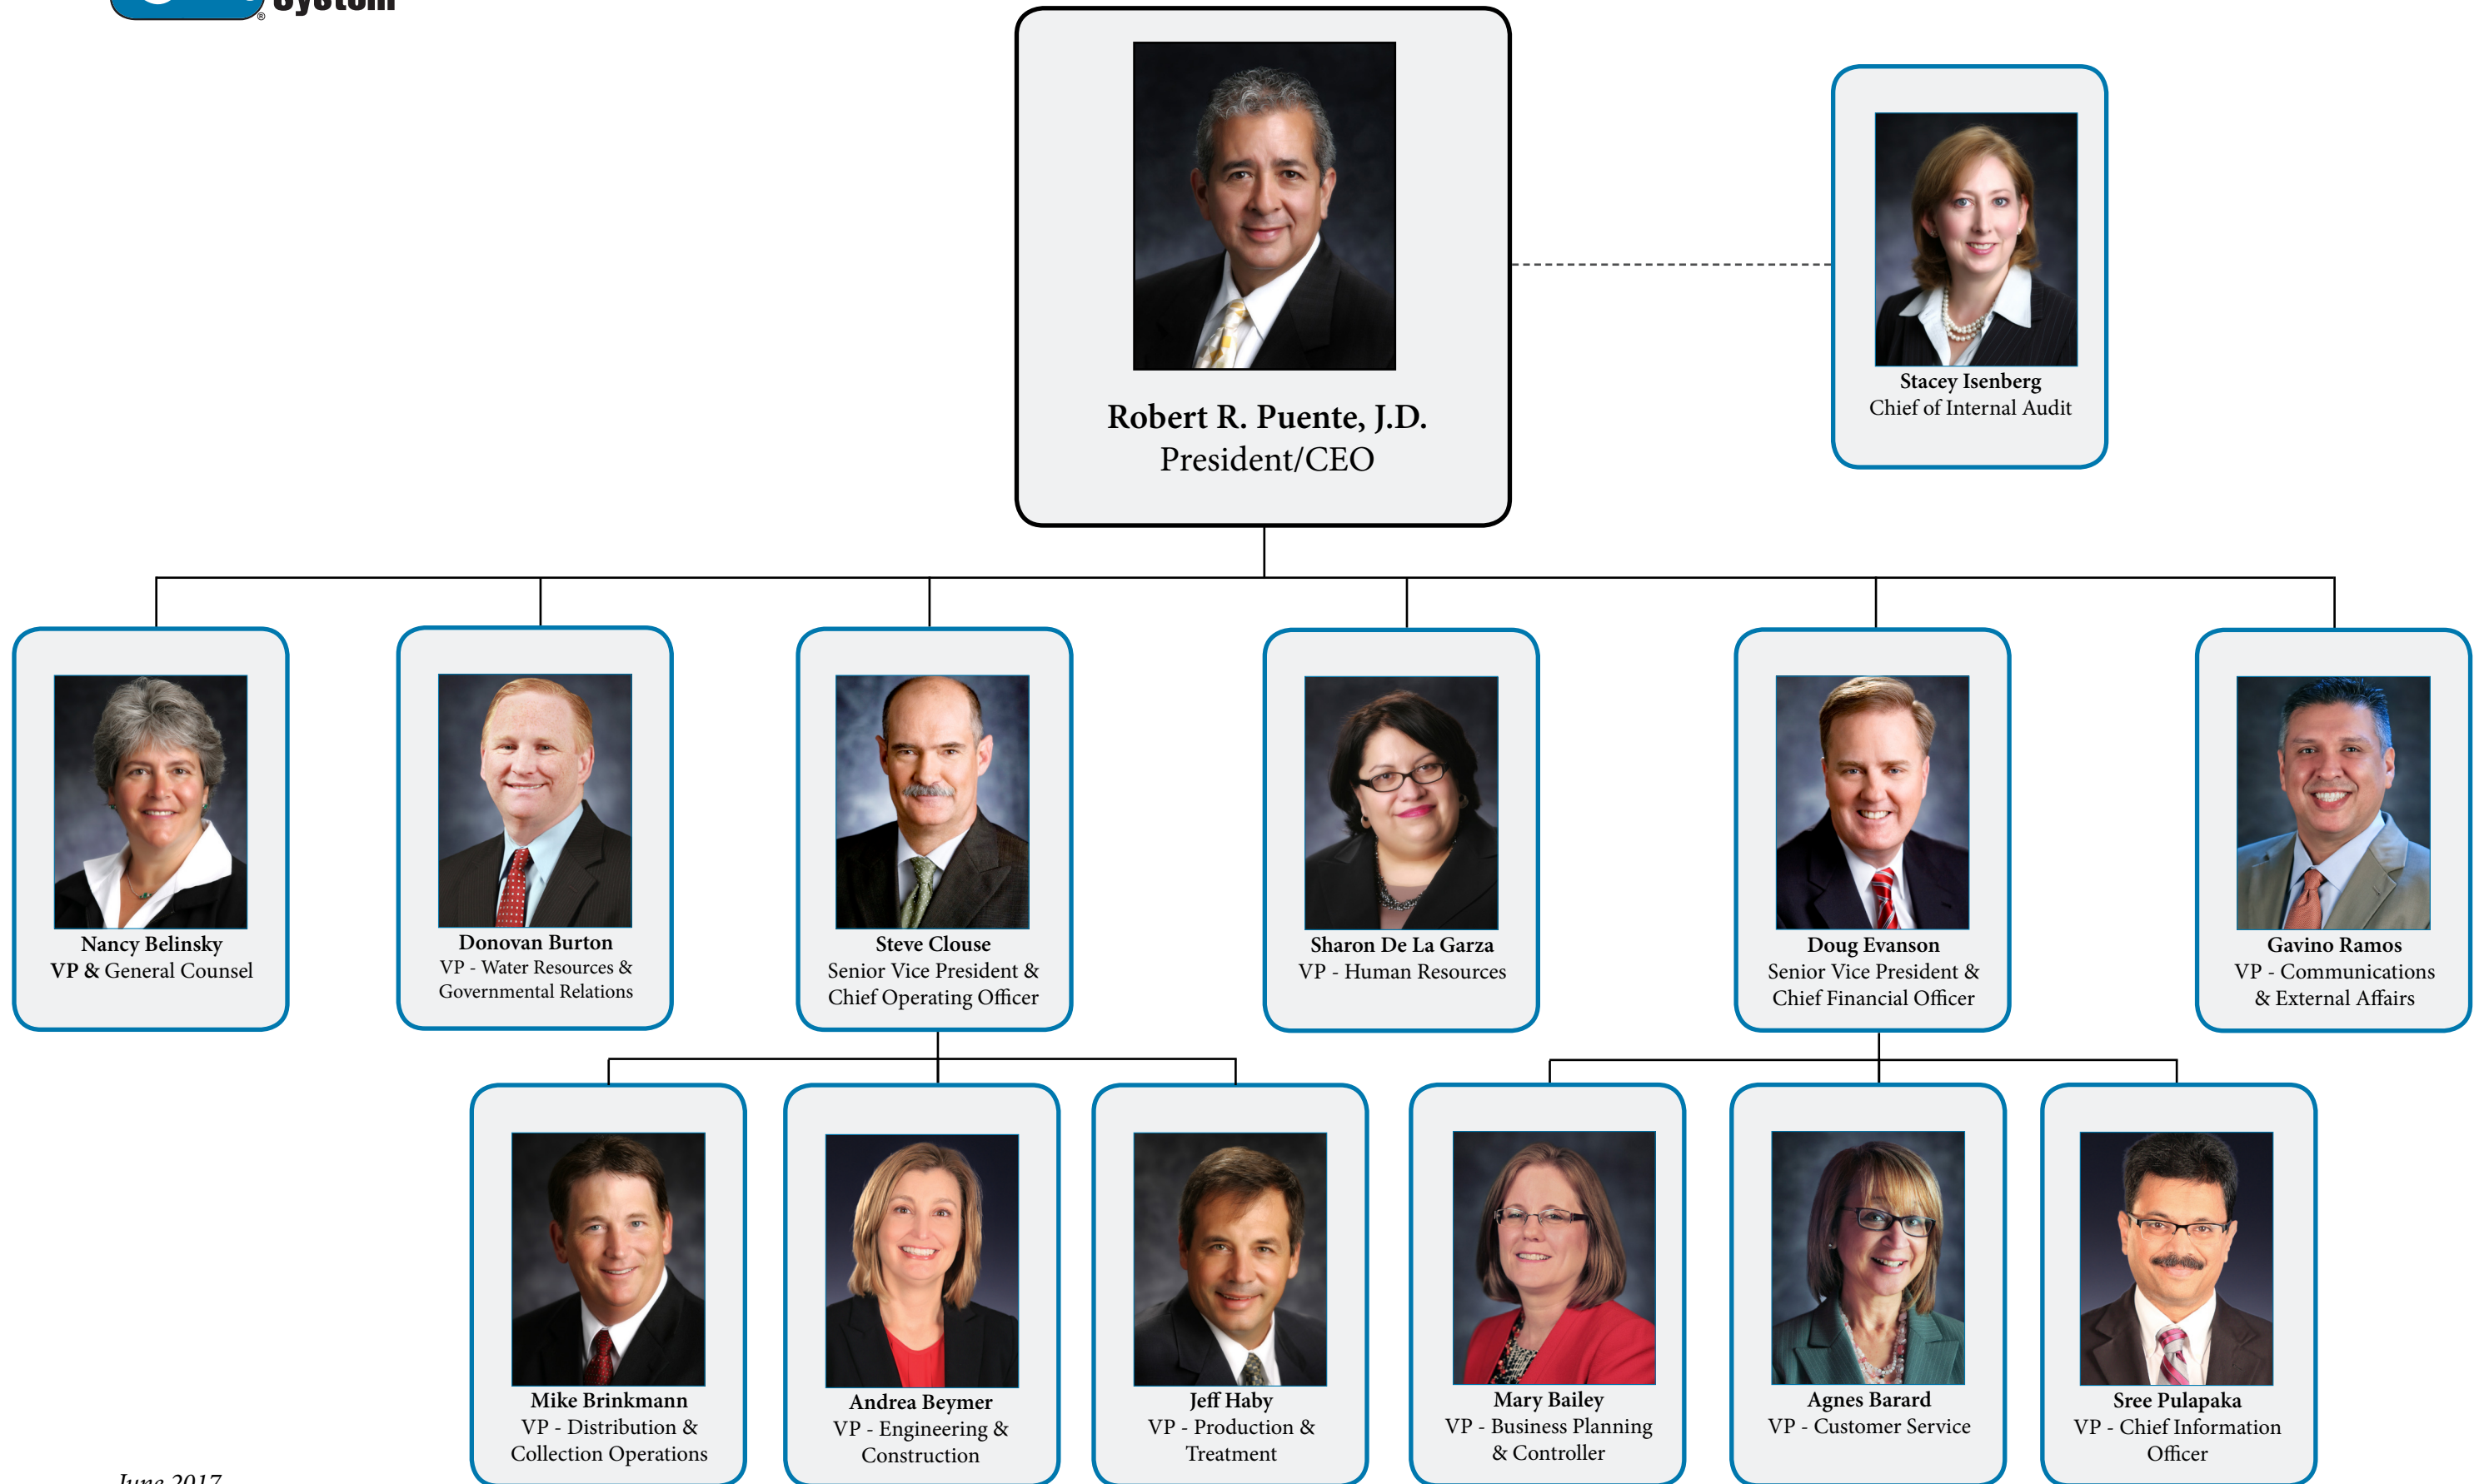 System
®
Robert R. Puente, J.D.
President/CEO
Stacey Isenberg
Chief of Internal Audit
Nancy Belinsky
VP & General Counsel
Donovan Burton
VP - Water Resources &
Governmental Relations
Steve Clouse
Senior Vice President &
Chief Operating Officer
Sharon De La Garza
VP - Human Resources
Doug Evanson
Senior Vice President &
Chief Financial Officer
Gavino Ramos
VP - Communications
& External Affairs
Mike Brinkmann
VP - Distribution &
Collection Operations
Andrea Beymer
VP - Engineering &
Construction
Jeff Haby
VP - Production &
Treatment
Mary Bailey
VP - Business Planning
& Controller
Agnes Barard
VP - Customer Service
Sree Pulapaka
VP - Chief Information
Officer
June 2017